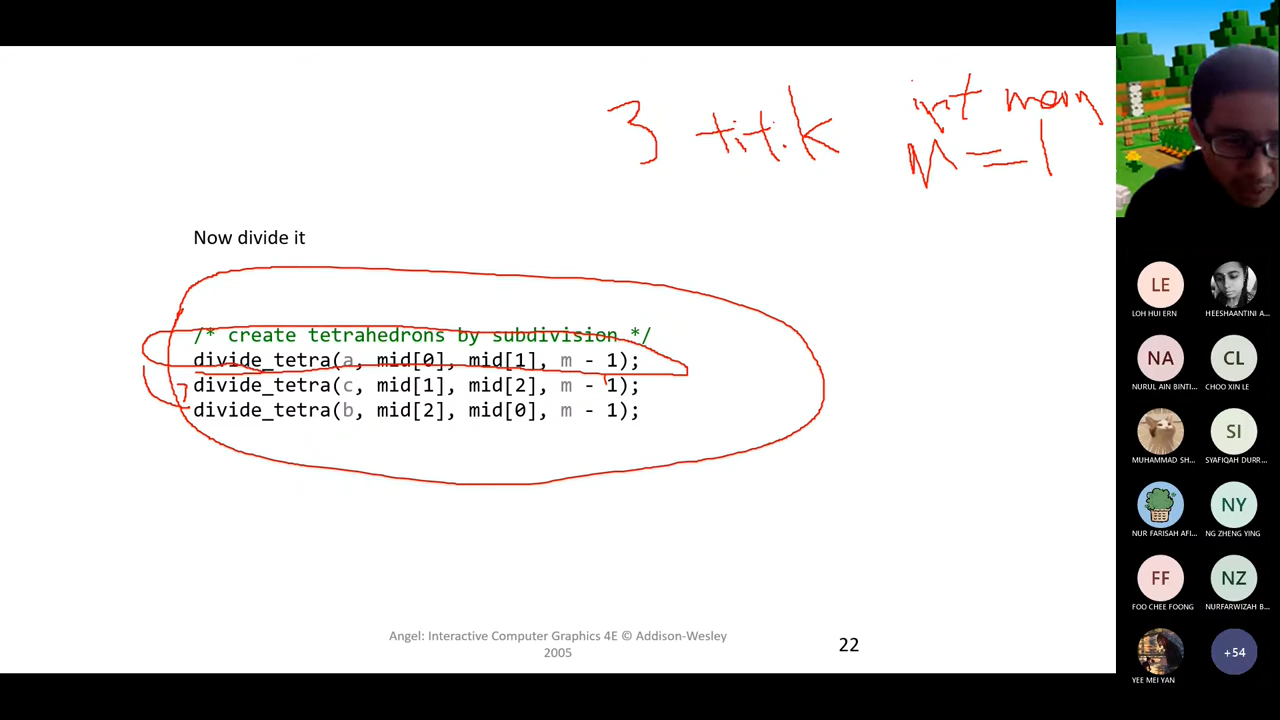 3 titik
int main
M = 1
Now divide it
/* create tetrahedrons by subdivision */
divide_tetra(a, mid[0], mid[1], m - 1);
divide_tetra(c, mid[1], mid[2], m - 1);
divide_tetra(b, mid[2], mid[0], m - 1);
Angel: Interactive Computer Graphics 4E © Addison-Wesley
2005
22
LE
LOH HUI ERN
HEESHAANTINI A...
NA
CL
NURUL AIN BINTI...
CHOO XIN LE
SI
MUHAMMAD SH...
SYAFIQAH DURR...
NY
NUR FARISAH AFI...
NG ZHENG YING
FF
NZ
FOO CHEE FOONG
NURFARWIZAH B...
+54
YEE MEI YAN